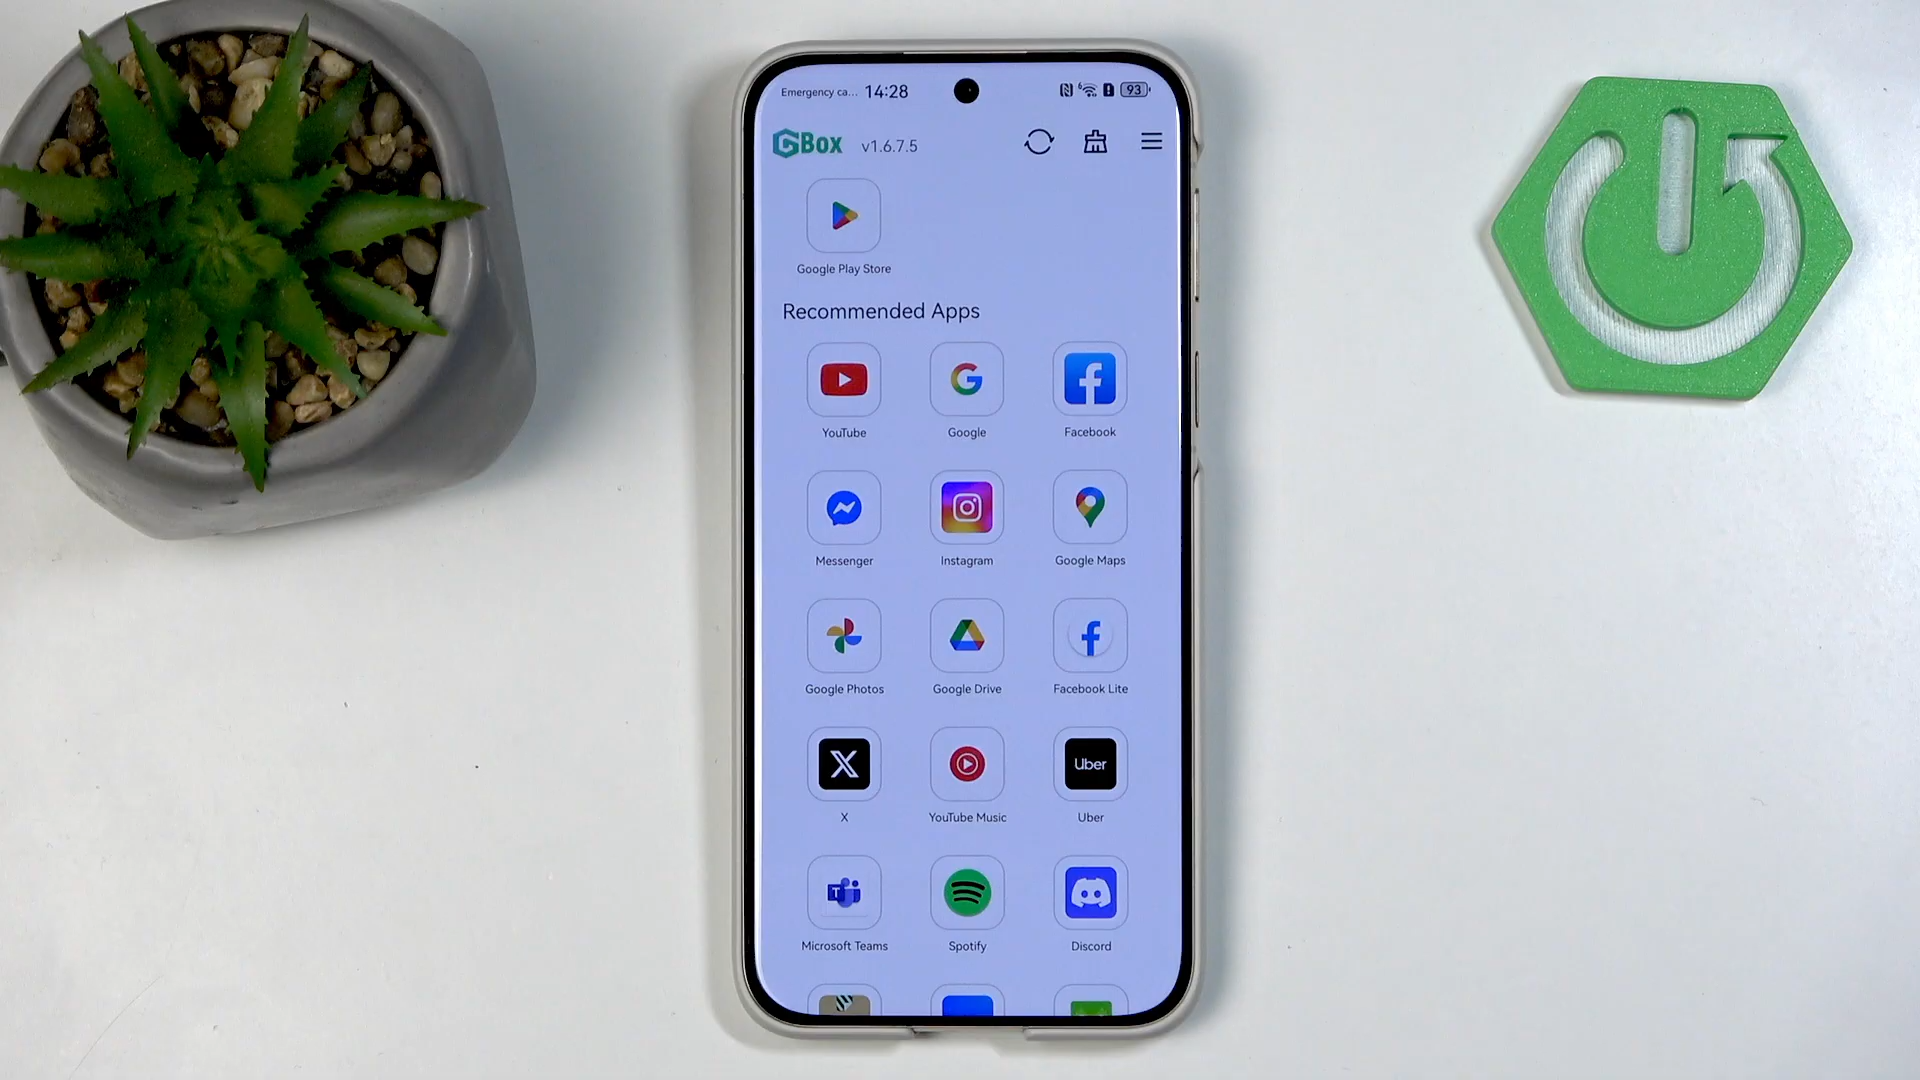 Emergency ca... 14:28 93
GBox v1.6.7.5
Google Play Store
Recommended Apps
YouTube Google Facebook
Messenger Instagram Google Maps
Google Photos Google Drive Facebook Lite
Uber
X YouTube Music Uber
T
Microsoft Teams Spotify Discord